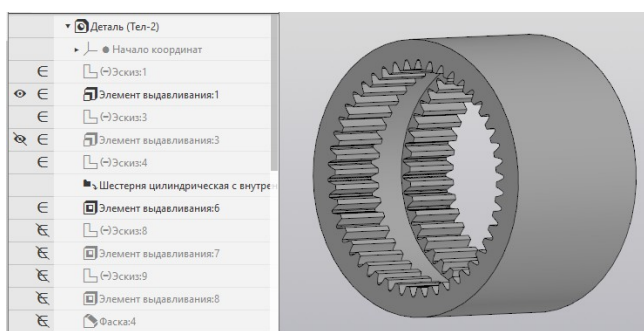 Деталь (Тел-2)
Начало координат
(-)Эскиз:1
Элемент выдавливания:1
(-)Эскиз:3
Элемент выдавливания:3
(-)Эскиз:4
Шестерня цилиндрическая с внутрен
Элемент выдавливания:6
(-)Эскиз:8
Элемент выдавливания:7
(-)Эскиз:9
Элемент выдавливания:8
Фаска:4